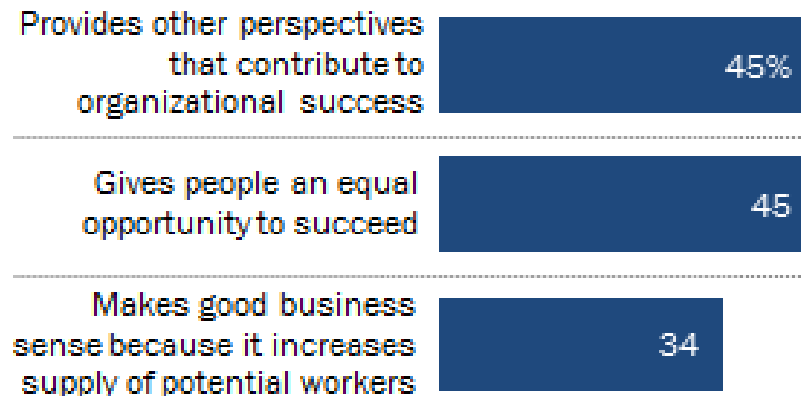 Provides other perspectives
that contribute to
organizational success
45%
Gives people an equal
opportunity to succeed
45
Makes good business
sense because it increases
supply of potential workers
34